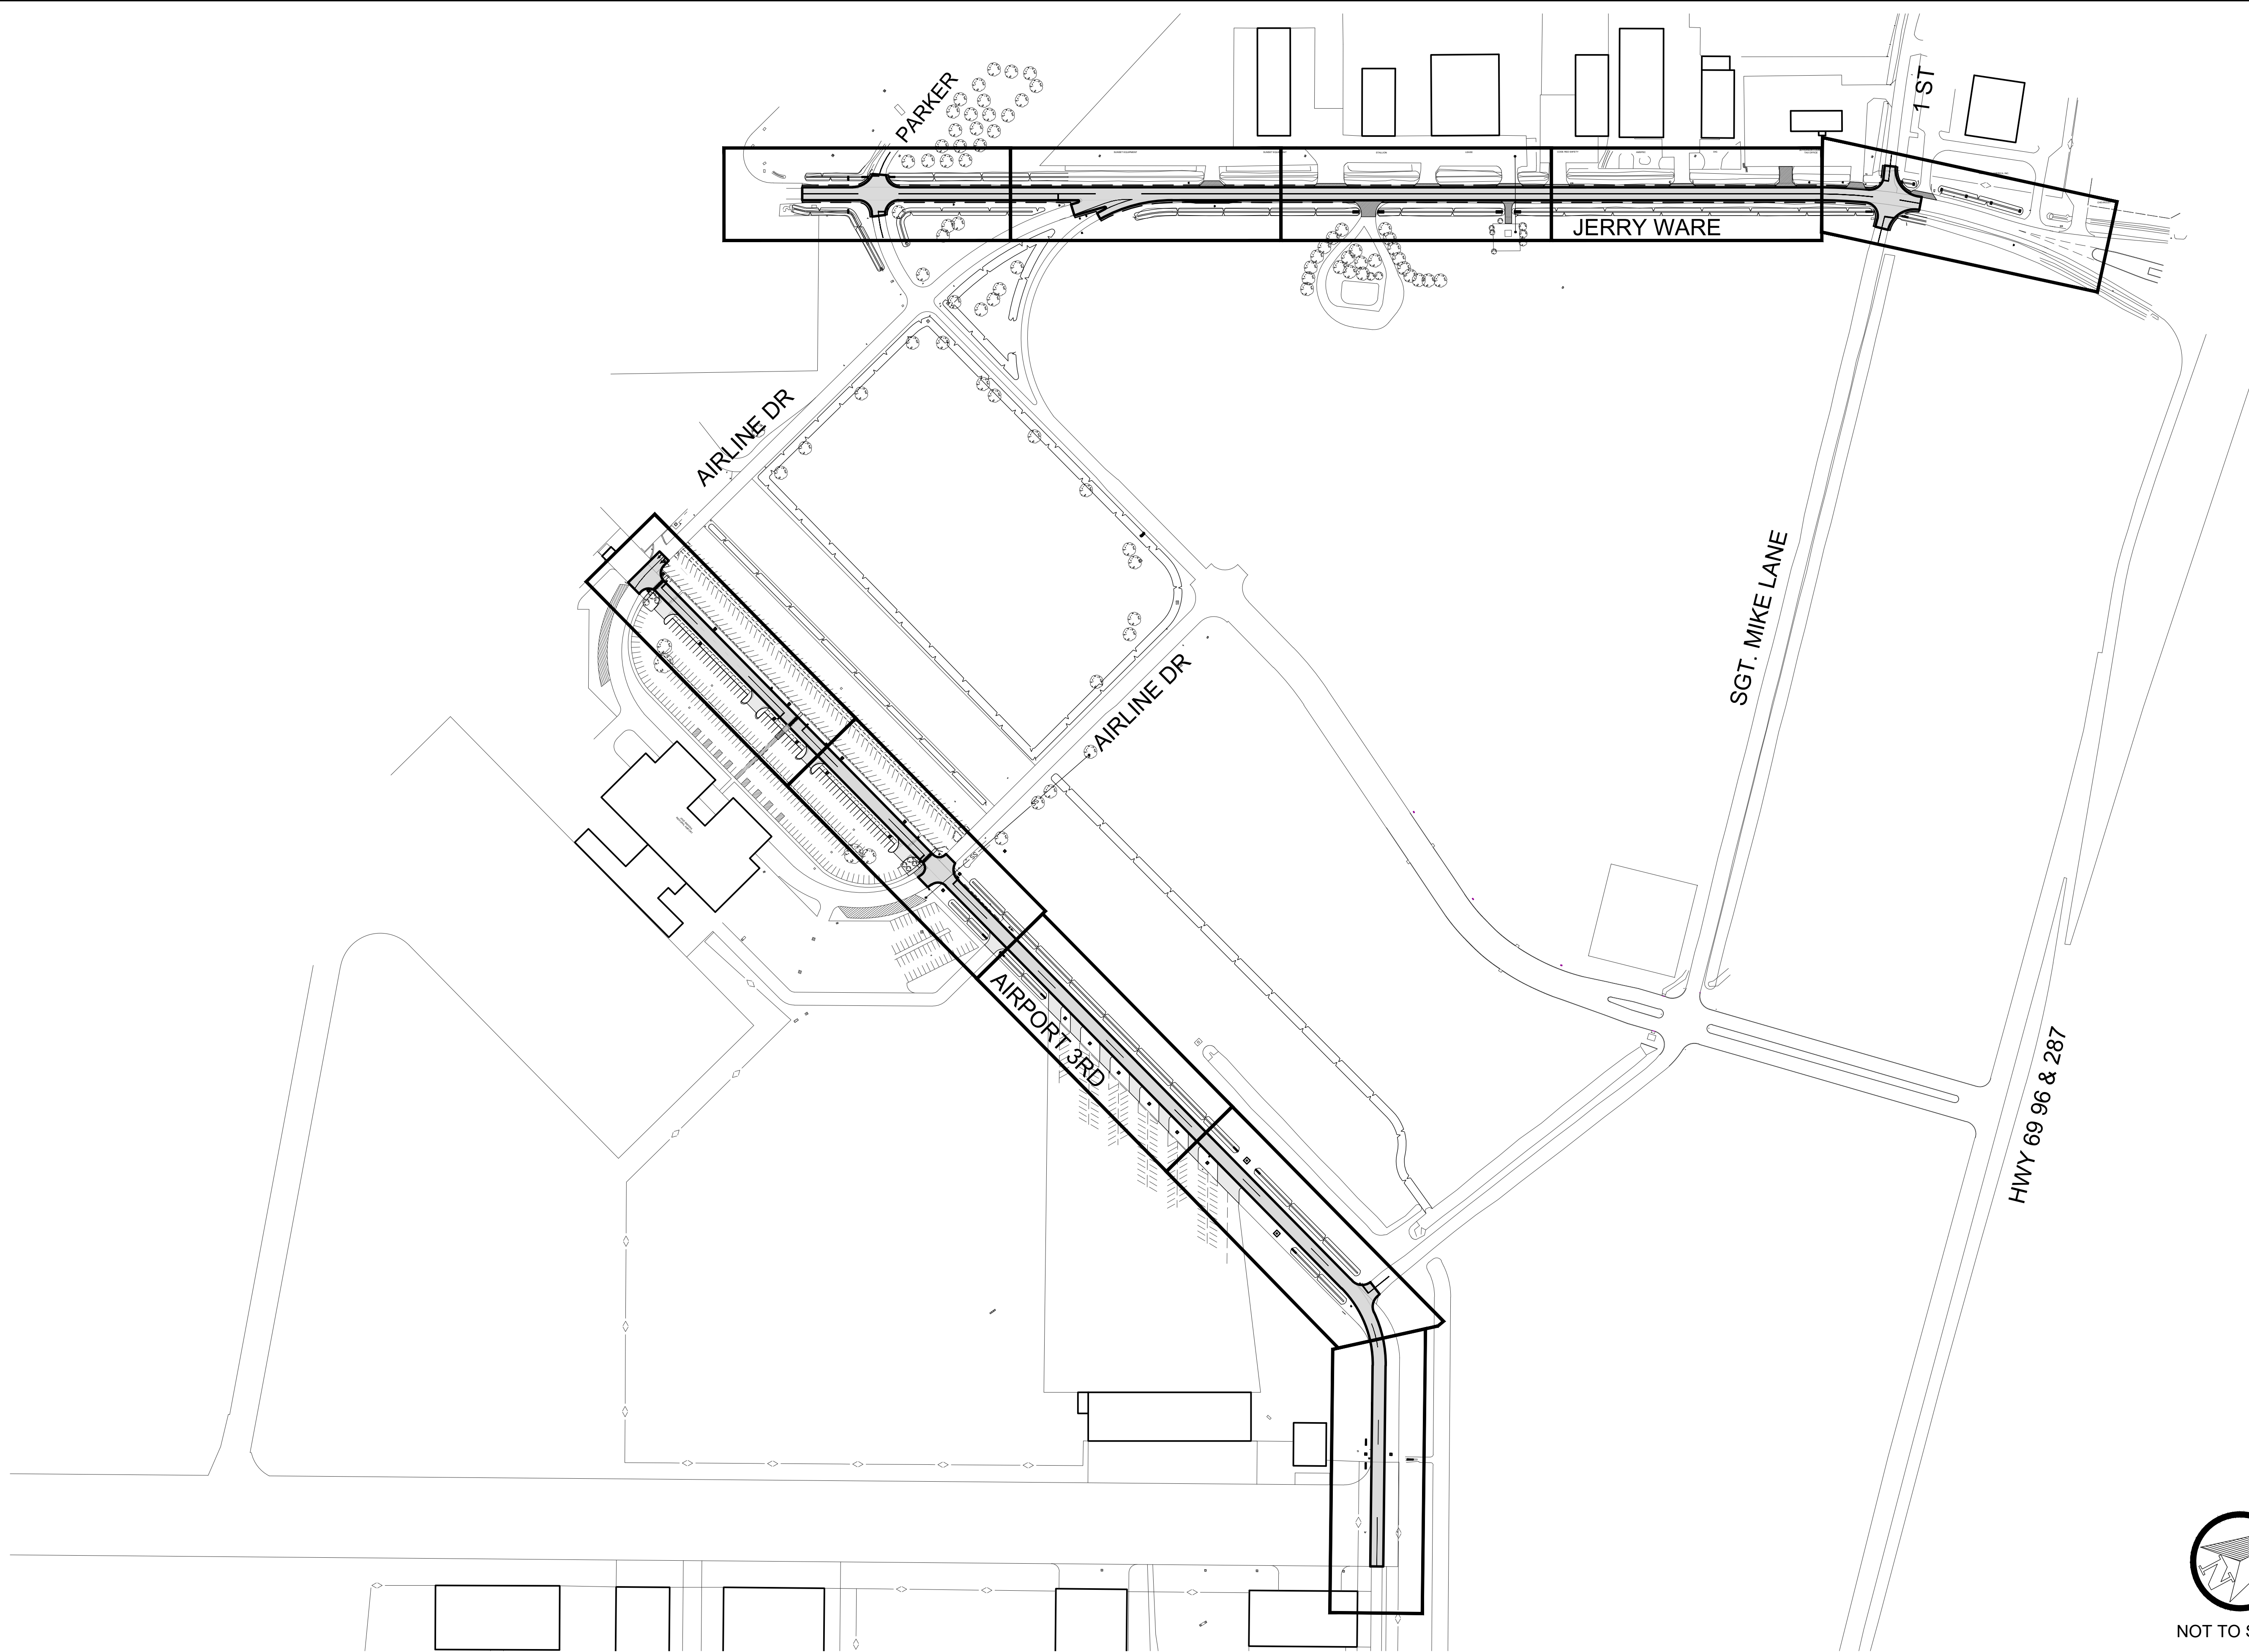 PARKER
1 ST
JERRY WARE
AIRLINE DR
SGT. MIKE LANE
AIRLINE DR
AIRPORT 3RD
HWY 69 96 & 287
NOT TO S